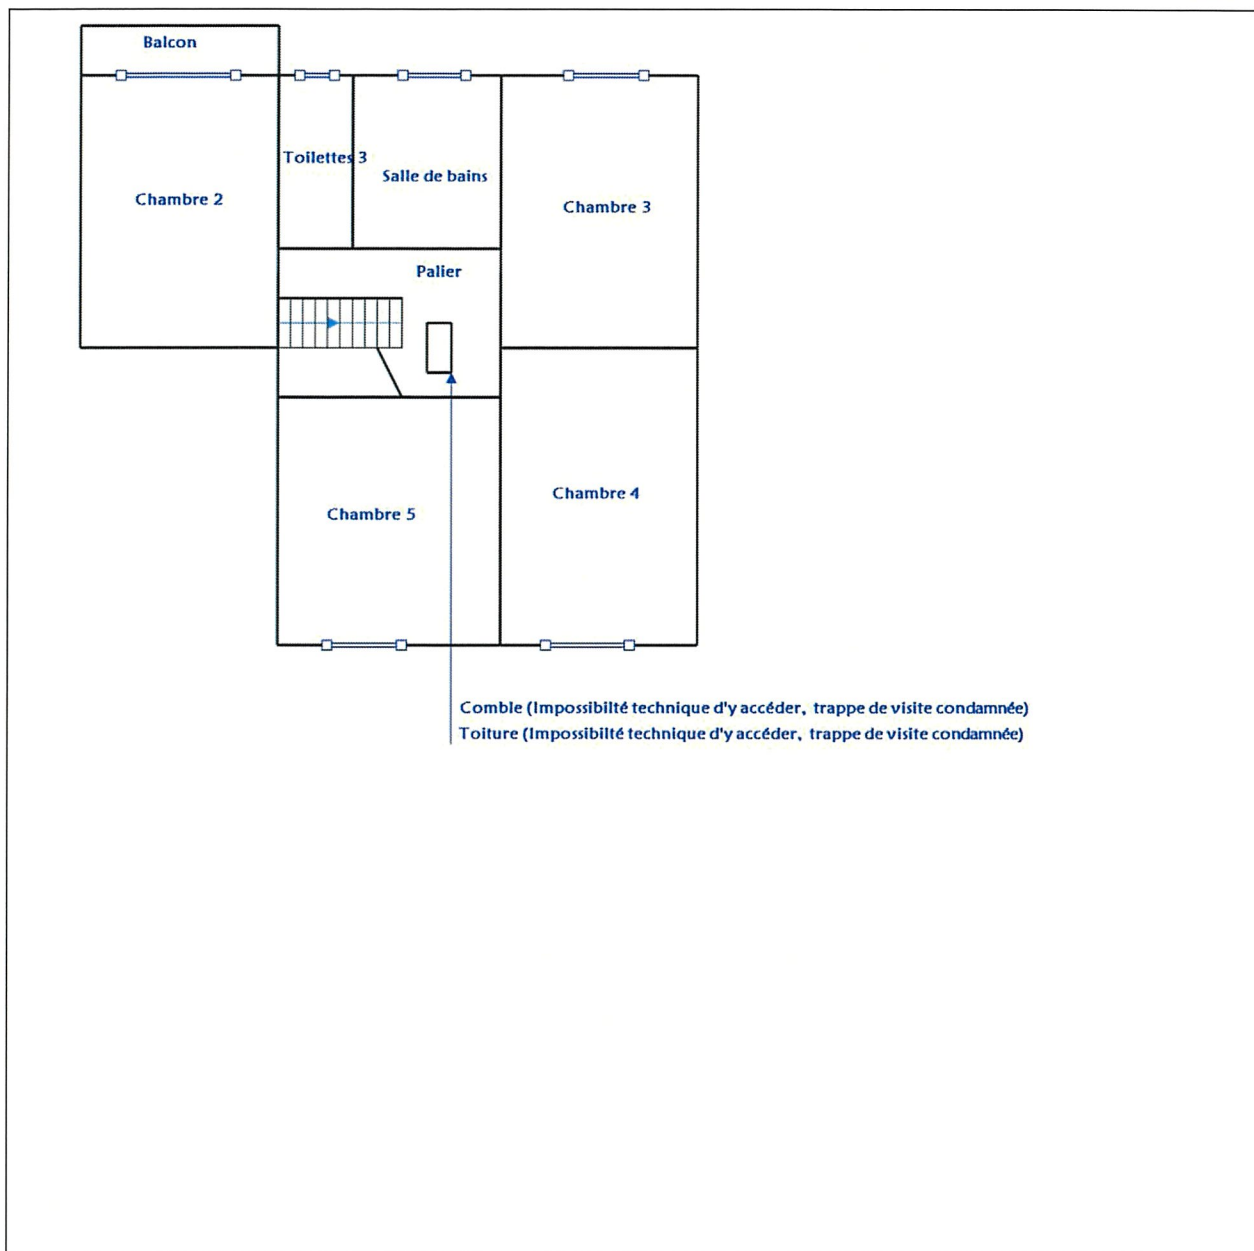 Balcon
Toilettes 3
Salle de bains
Chambre 2
Chambre 3
Palier
Chambre 4
Chambre 5
Comble (Impossibilté technique d'y accéder, trappe de visite condamnée)
Toiture (Impossibilté technique d'y accéder, trappe de visite condamnée)